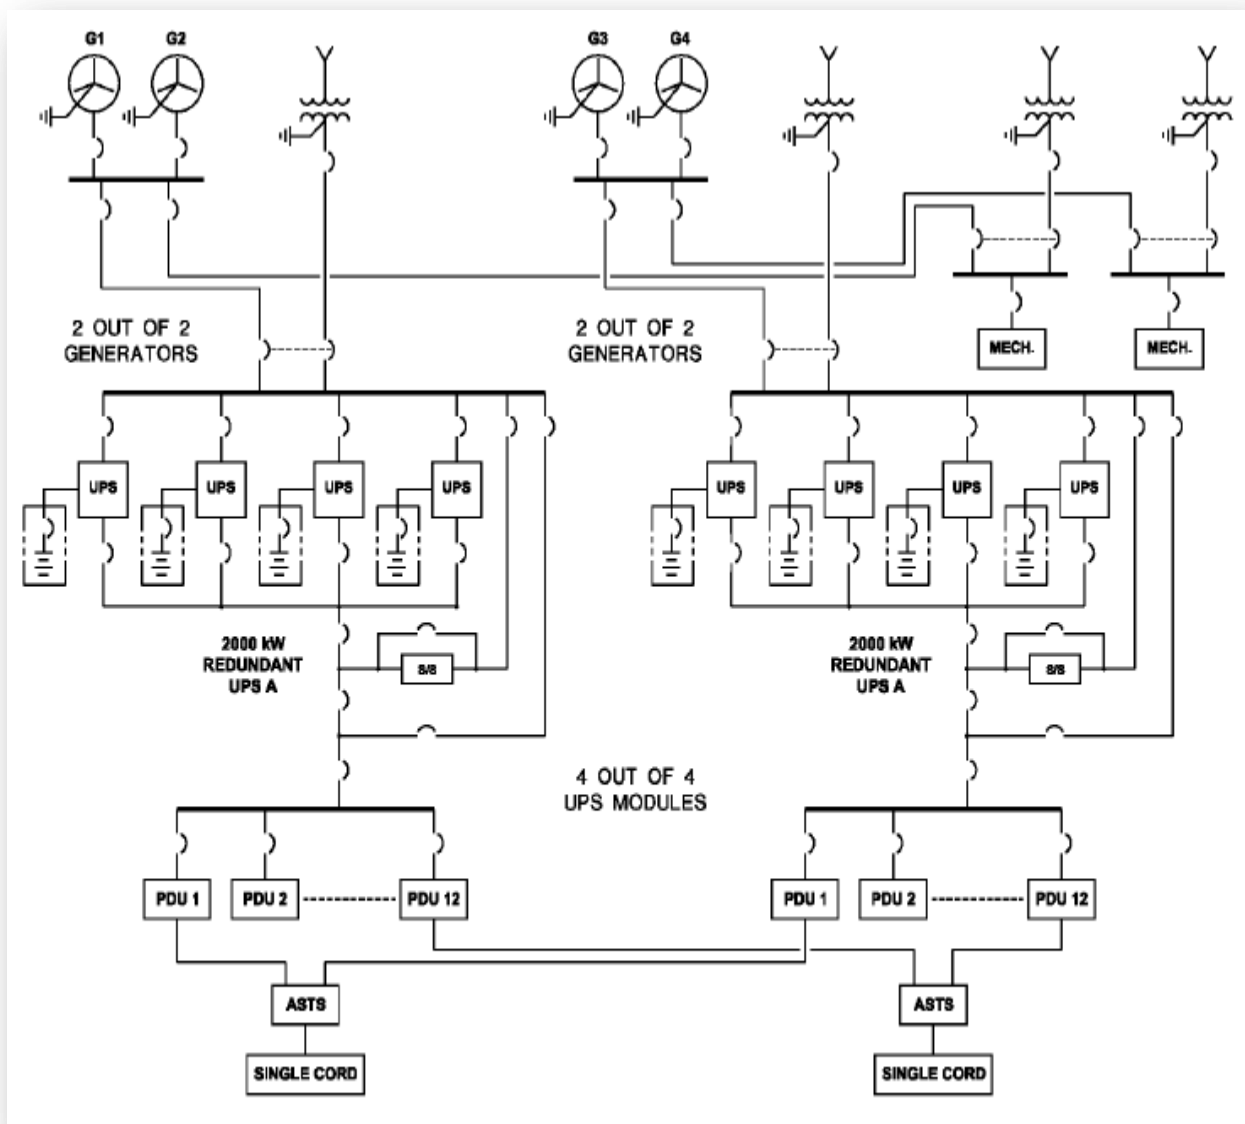 G1
G2
G3
G4
2 OUT OF 2
GENERATORS
2 OUT OF 2
GENERATORS
MECH.
MECH.
UPS
UPS
UPS
UPS
UPS
UPS
UPS
UPS
2000 kW
REDUNDANT
UPS A
S/S
2000 kW
REDUNDANT
UPS A
S/S
4 OUT OF 4
UPS MODULES
PDU 1
PDU 2
PDU 12
PDU 1
PDU 2
PDU 12
ASTS
ASTS
SINGLE CORD
SINGLE CORD